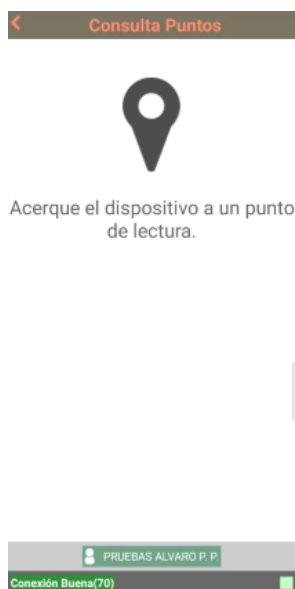 Consulta Puntos
Acerque el dispositivo a un punto
de lectura.
PRUEBAS ALVARO P. P.
Conexión Buena(70)